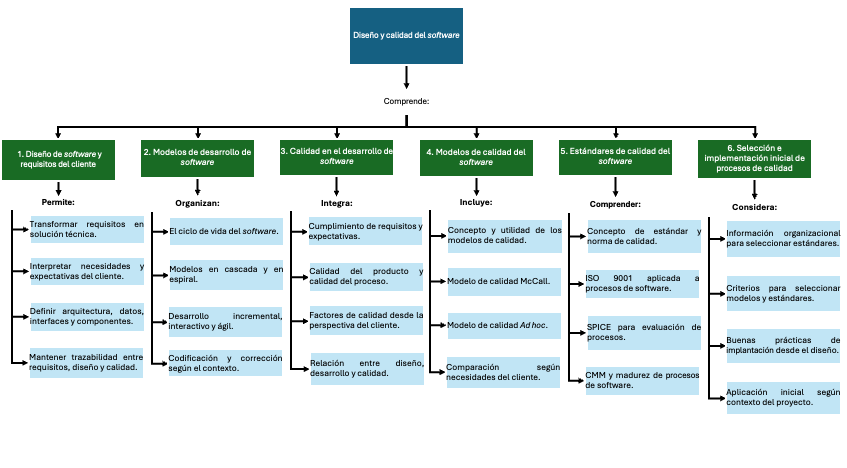 Diseño y calidad del software
Comprende:
1. Diseño de software y
requisitos del cliente
Permite:
Transformar requisitos en
solución técnica.
Interpretar necesidades y
expectativas del cliente.
Definir arquitectura, datos,
interfaces y componentes.
Mantener trazabilidad entre
requisitos, diseño y calidad.
2. Modelos de desarrollo de
software
Organizan:
El ciclo de vida del software.
Modelos en cascada y en
espiral.
Desarrollo incremental,
interactivo y ágil.
Codificación y corrección
según el contexto.
3. Calidad en el desarrollo de
software
Integra:
Cumplimiento de requisitos y
expectativas.
Calidad del producto y
calidad del proceso.
Factores de calidad desde la
perspectiva del cliente.
Relación entre diseño,
desarrollo y calidad.
4. Modelos de calidad del
software
Incluye:
Concepto y utilidad de los
modelos de calidad.
Modelo de calidad McCall.
Modelo de calidad Ad hoc.
Comparación según
necesidades del cliente.
5. Estándares de calidad del
software
Comprender:
Concepto de estándar y
norma de calidad.
ISO 9001 aplicada a
procesos de software.
SPICE para evaluación de
procesos.
CMM y madurez de procesos
de software.
6. Selección e
implementación inicial de
procesos de calidad
Considera:
Información organizacional
para seleccionar estándares.
Criterios para seleccionar
modelos y estándares.
Buenas prácticas de
implantación desde el diseño.
Aplicación inicial según
contexto del proyecto.